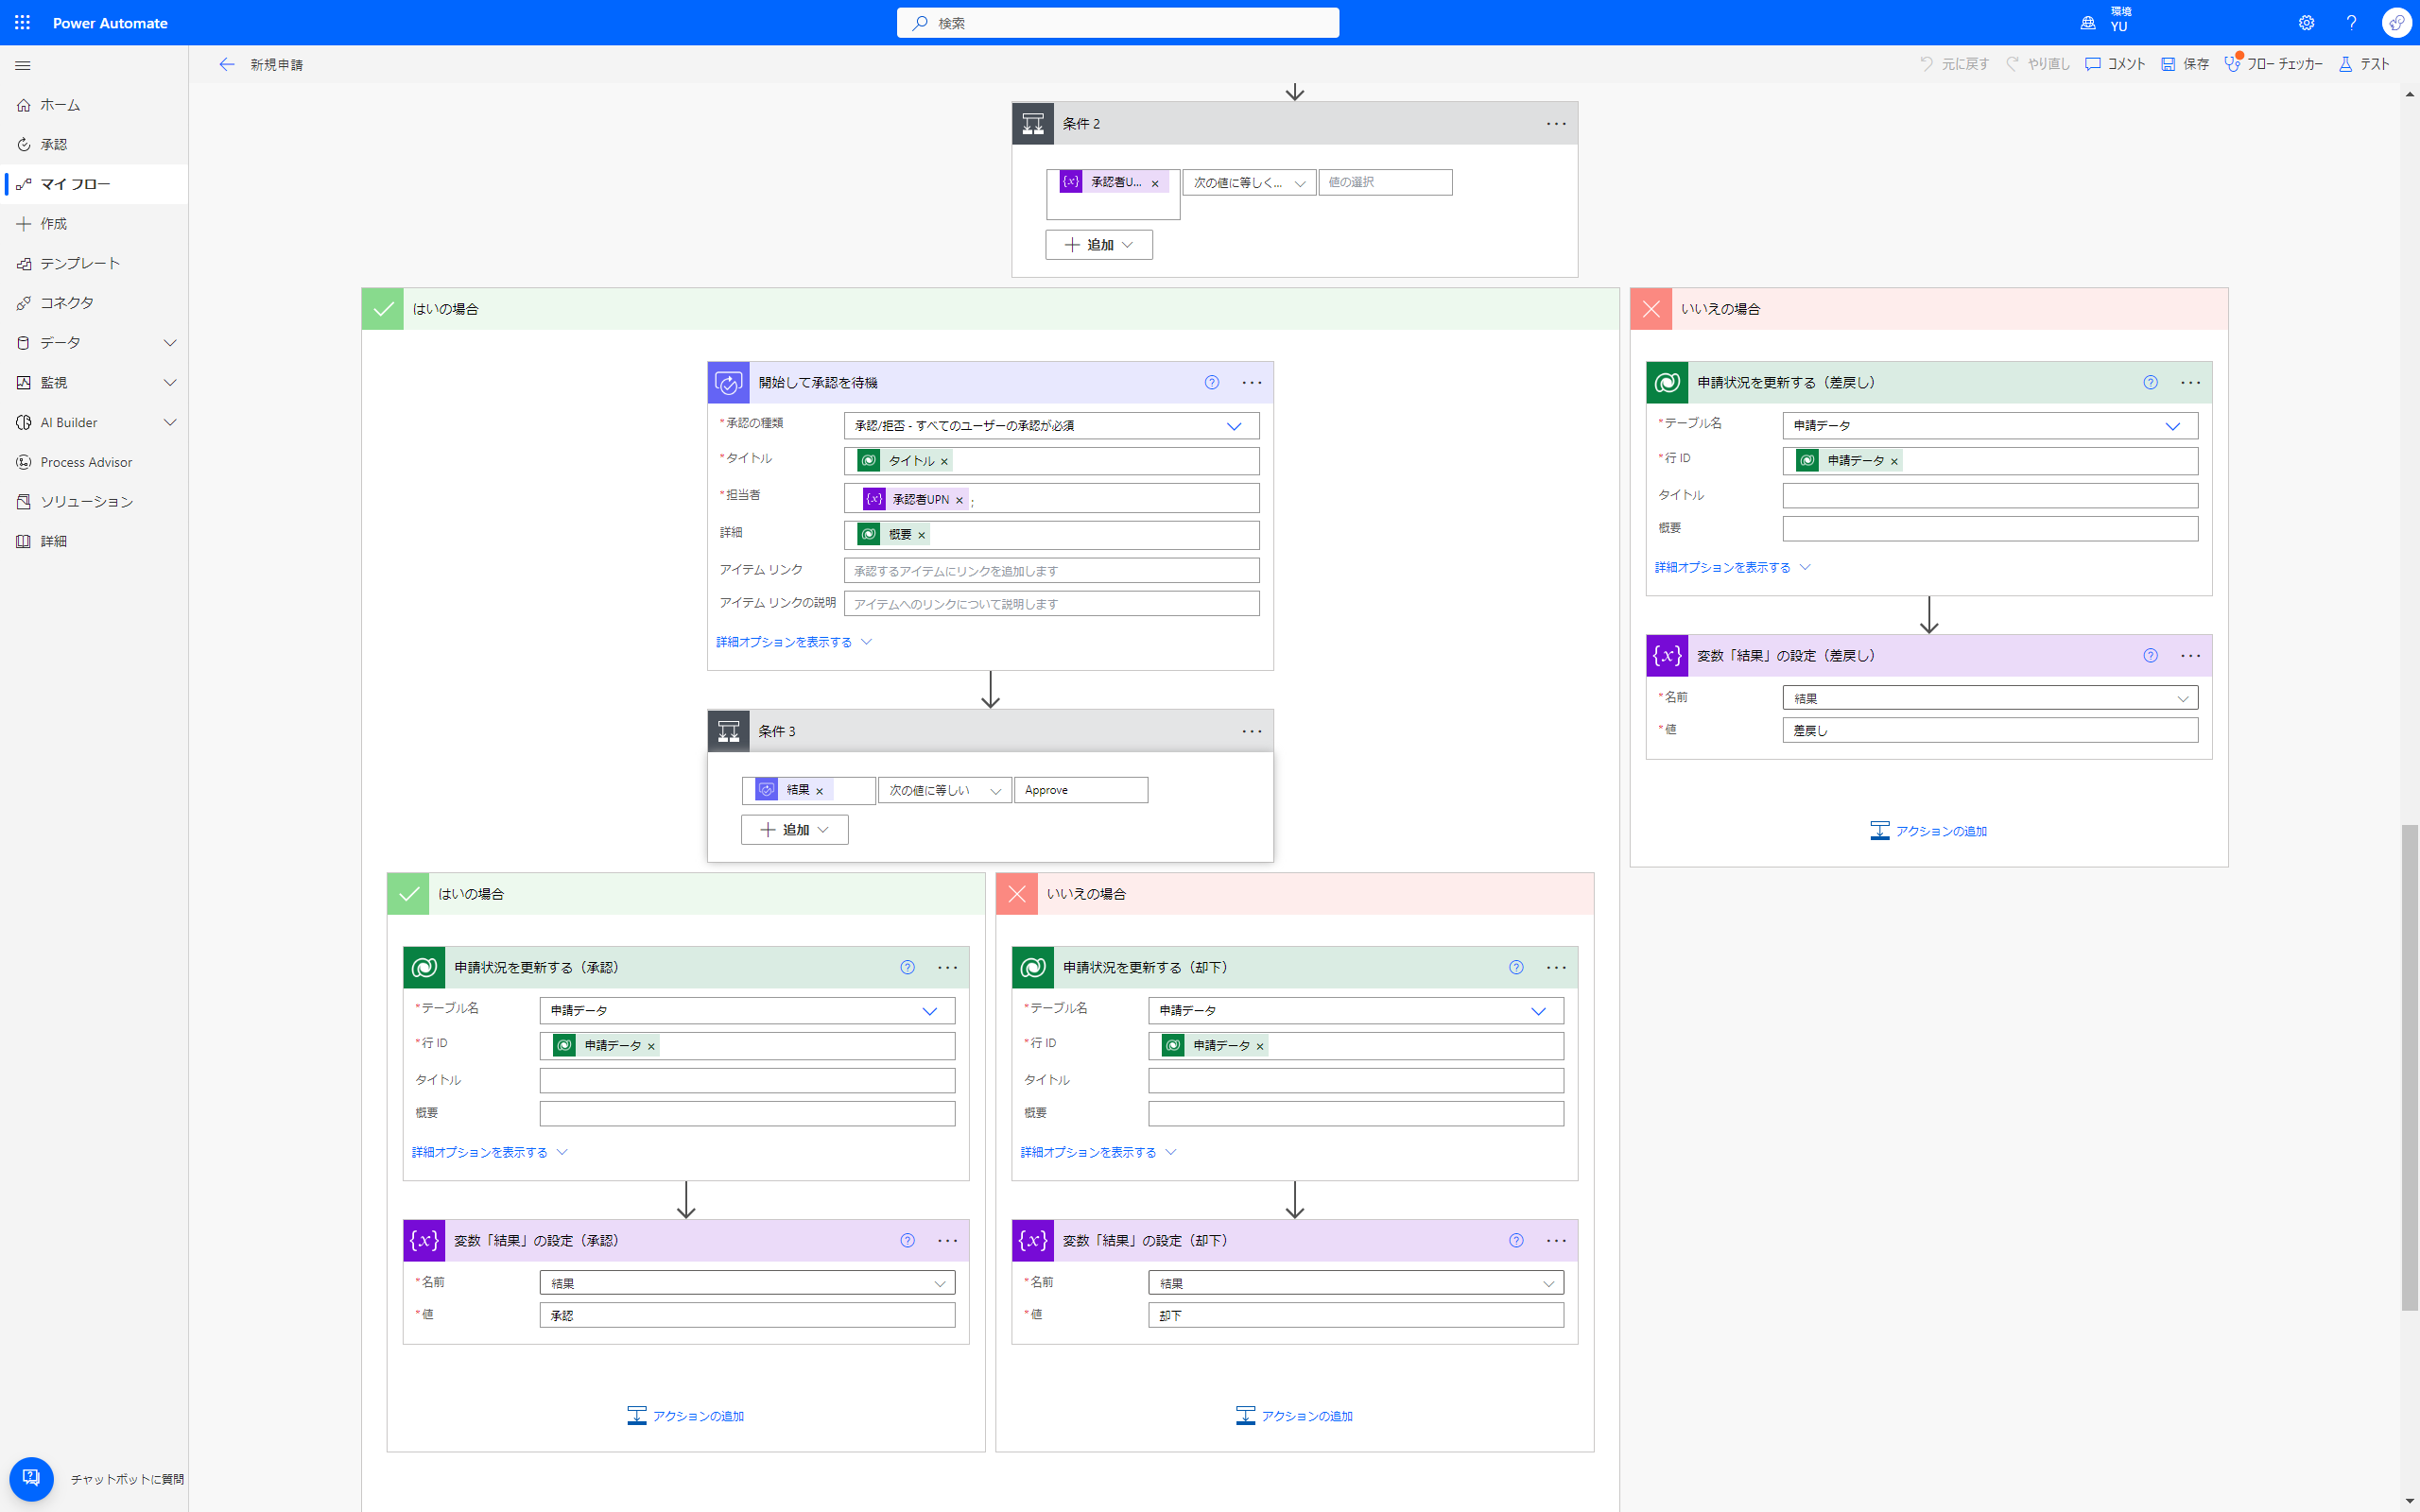 Power Automate
検索
環境
YU
新規申請
元に戻す
やり直し
コメント
保存
フロー チェッカー
テスト
ホーム
承認
マイ フロー
作成
テンプレート
コネクタ
データ
監視
AI Builder
Process Advisor
ソリューション
詳細
チャットボットに質問
条件 2
承認者U...
次の値に等しく...
値の選択
追加
はいの場合
開始して承認を待機
*承認の種類
承認/拒否 - すべてのユーザーの承認が必須
*タイトル
タイトル
*担当者
承認者UPN ;
詳細
概要
アイテム リンク
承認するアイテムにリンクを追加します
アイテム リンクの説明
アイテムへのリンクについて説明します
詳細オプションを表示する
条件 3
結果
次の値に等しい
Approve
追加
はいの場合
申請状況を更新する（承認）
*テーブル名
申請データ
*行 ID
申請データ
タイトル
概要
詳細オプションを表示する
変数「結果」の設定（承認）
*名前
結果
*値
承認
アクションの追加
いいえの場合
申請状況を更新する（却下）
*テーブル名
申請データ
*行 ID
申請データ
タイトル
概要
詳細オプションを表示する
変数「結果」の設定（却下）
*名前
結果
*値
却下
アクションの追加
いいえの場合
申請状況を更新する（差戻し）
*テーブル名
申請データ
*行 ID
申請データ
タイトル
概要
詳細オプションを表示する
変数「結果」の設定（差戻し）
*名前
結果
*値
差戻し
アクションの追加